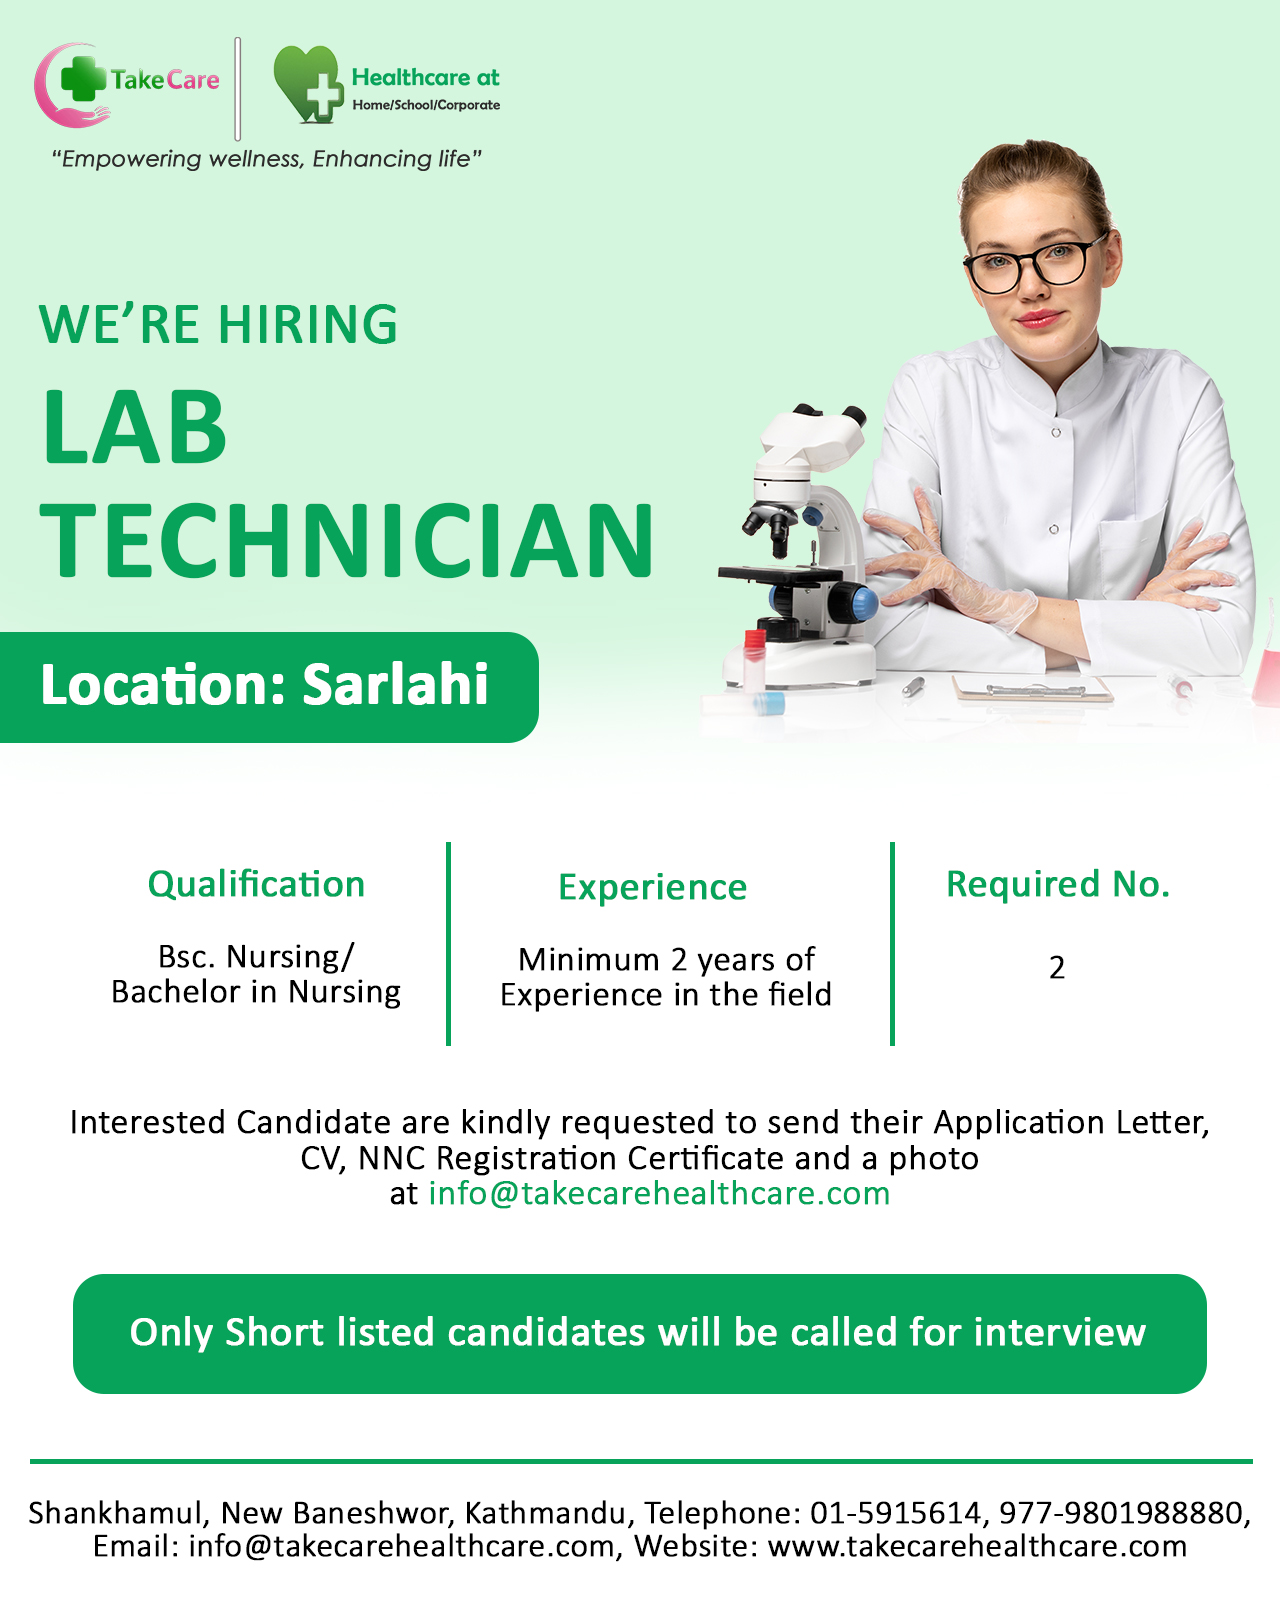 TakeCare
Healthcare at
Home/School/Corporate
“Empowering wellness, Enhancing life”
WE’RE HIRING
LAB
TECHNICIAN
Location: Sarlahi
Qualification
Bsc. Nursing/
Bachelor in Nursing
Experience
Minimum 2 years of
Experience in the field
Required No.
2
Interested Candidate are kindly requested to send their Application Letter,
CV, NNC Registration Certificate and a photo
at info@takecarehealthcare.com
Only Short listed candidates will be called for interview
Shankhamul, New Baneshwor, Kathmandu, Telephone: 01-5915614, 977-9801988880,
Email: info@takecarehealthcare.com, Website: www.takecarehealthcare.com